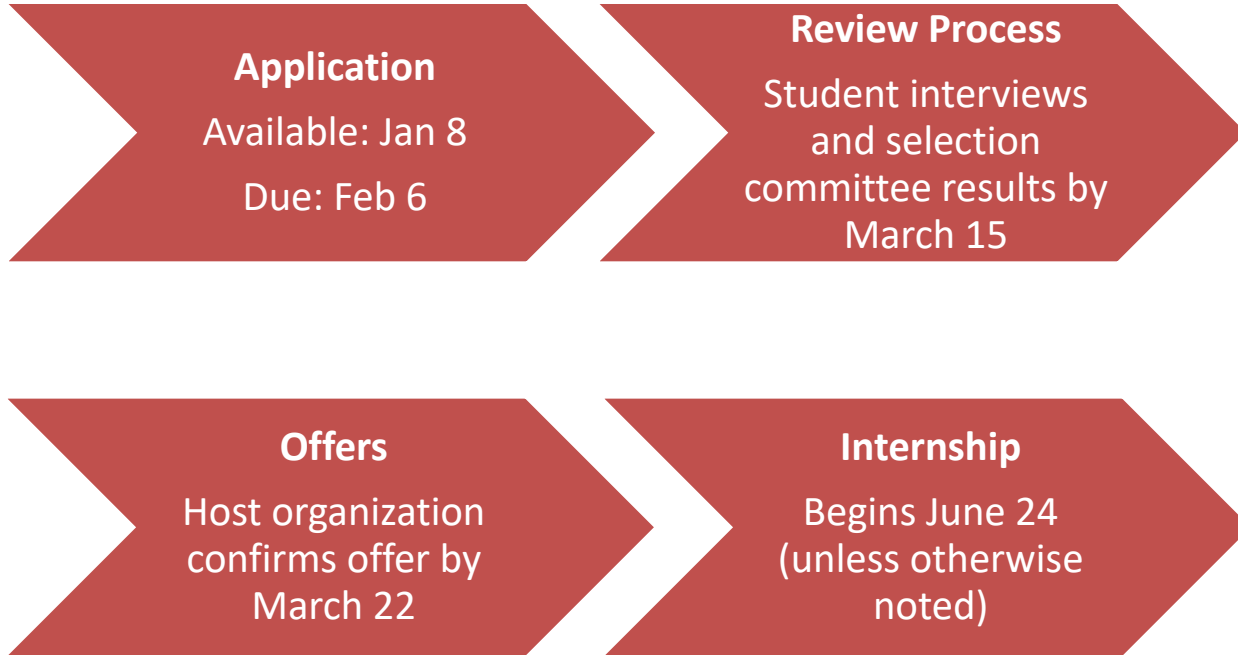 Application
Available: Jan 8
Due: Feb 6
Review Process
Student interviews
and selection
committee results by
March 15
Offers
Host organization
confirms offer by
March 22
Internship
Begins June 24
(unless otherwise
noted)